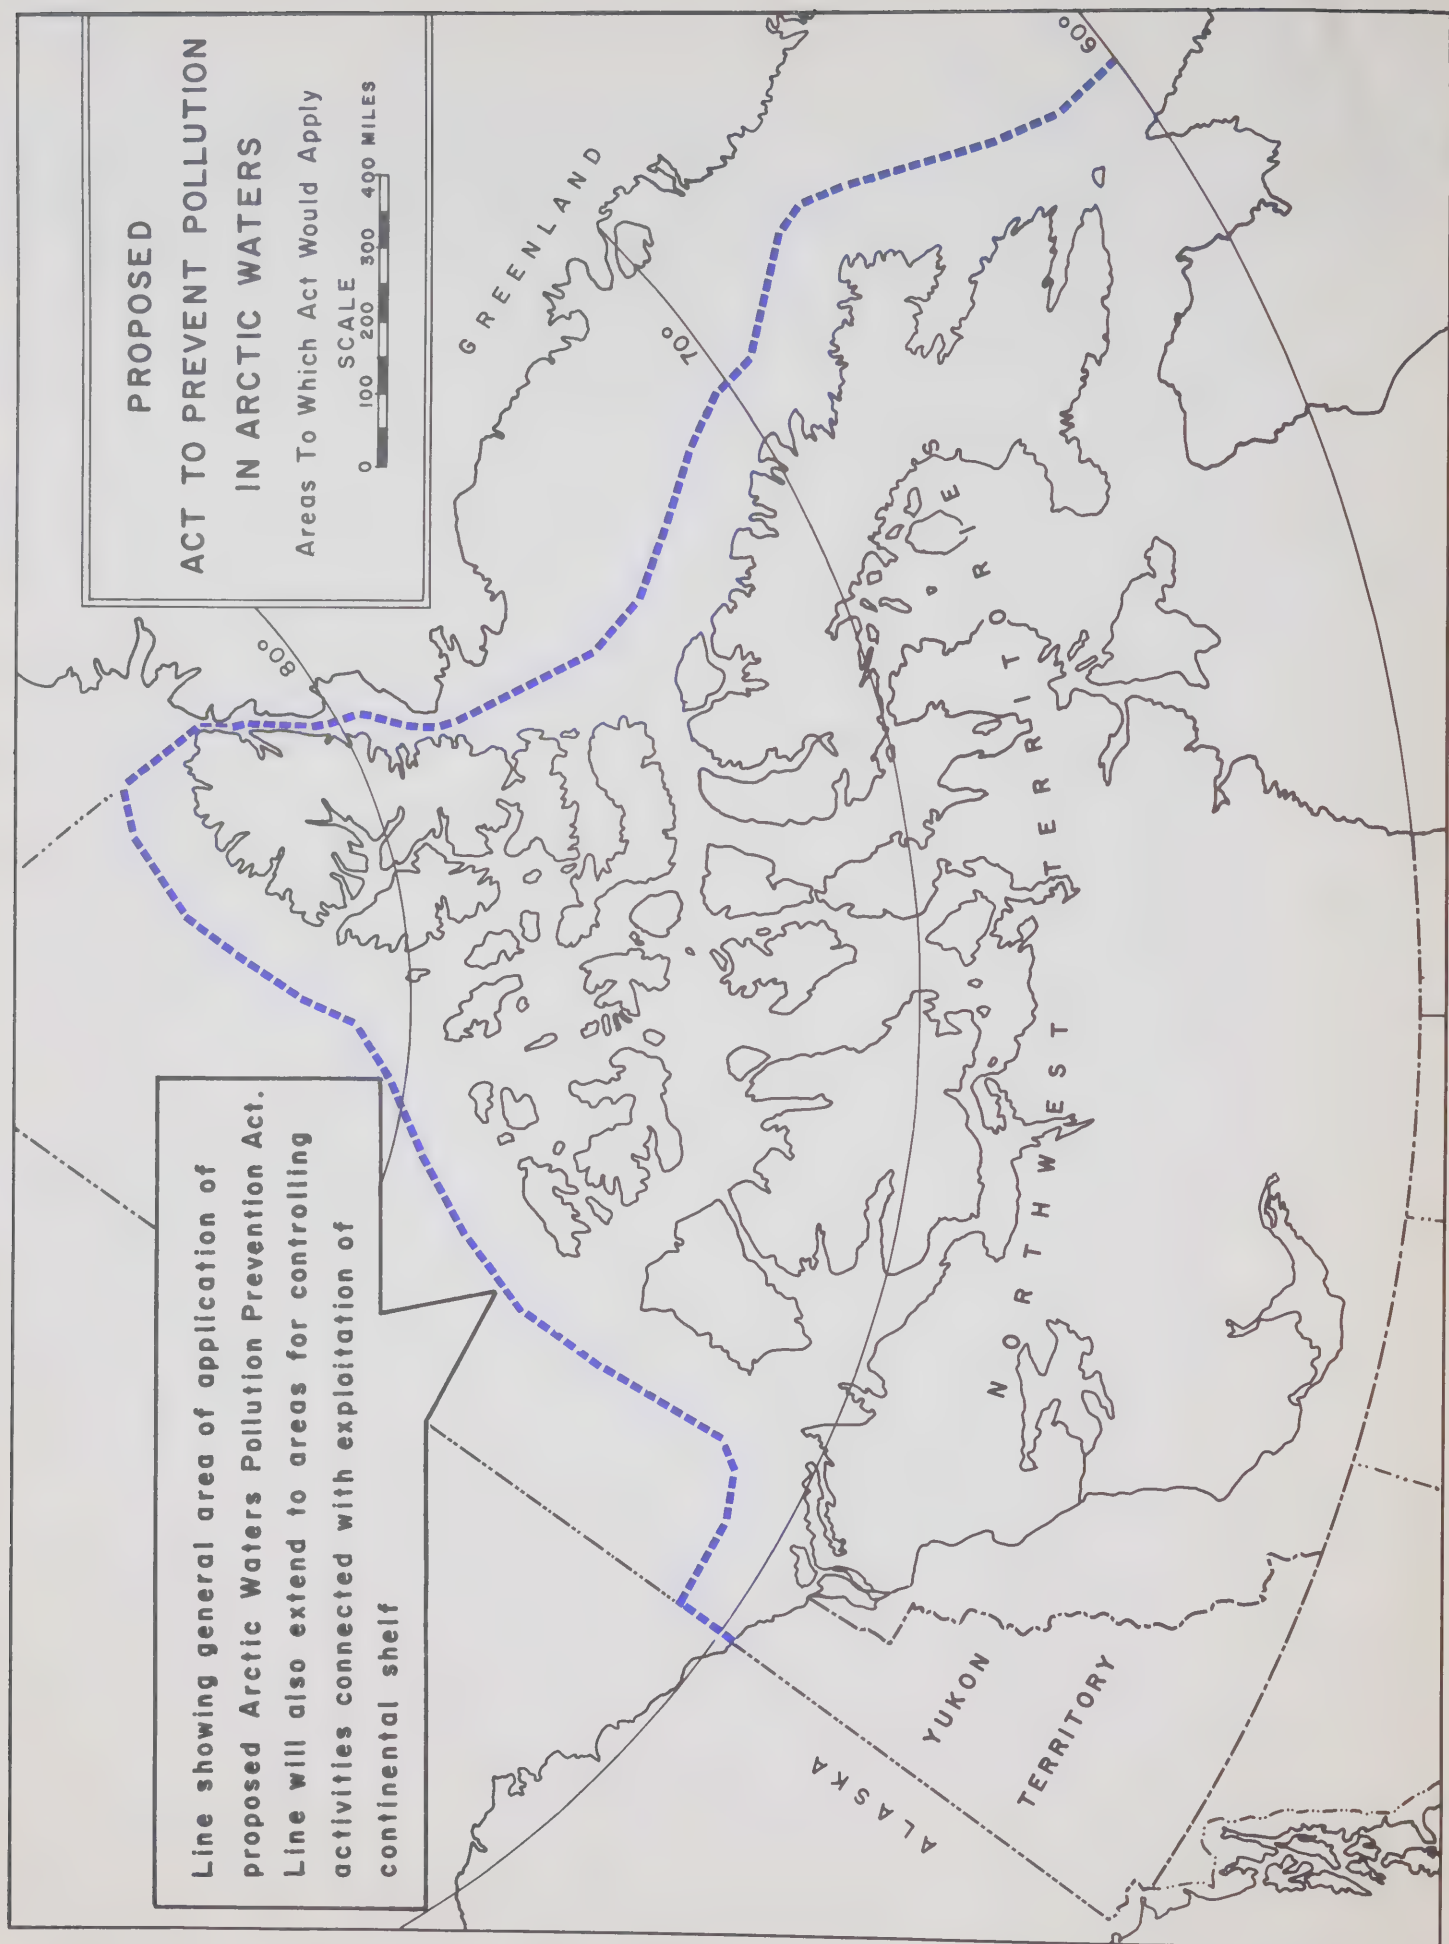 PROPOSED
ACT TO PREVENT POLLUTION
IN ARCTIC WATERS
Areas To Which Act Would Apply
SCALE
0 100 200 300 400 MILES
Line showing general area of application of
proposed Arctic Waters Pollution Prevention Act.
Line will also extend to areas for controlling
activities connected with exploitation of
continental shelf
GREENLAND
80°
70°
60°
NORTHWEST TERRITORIES
YUKON
TERRITORY
ALASKA